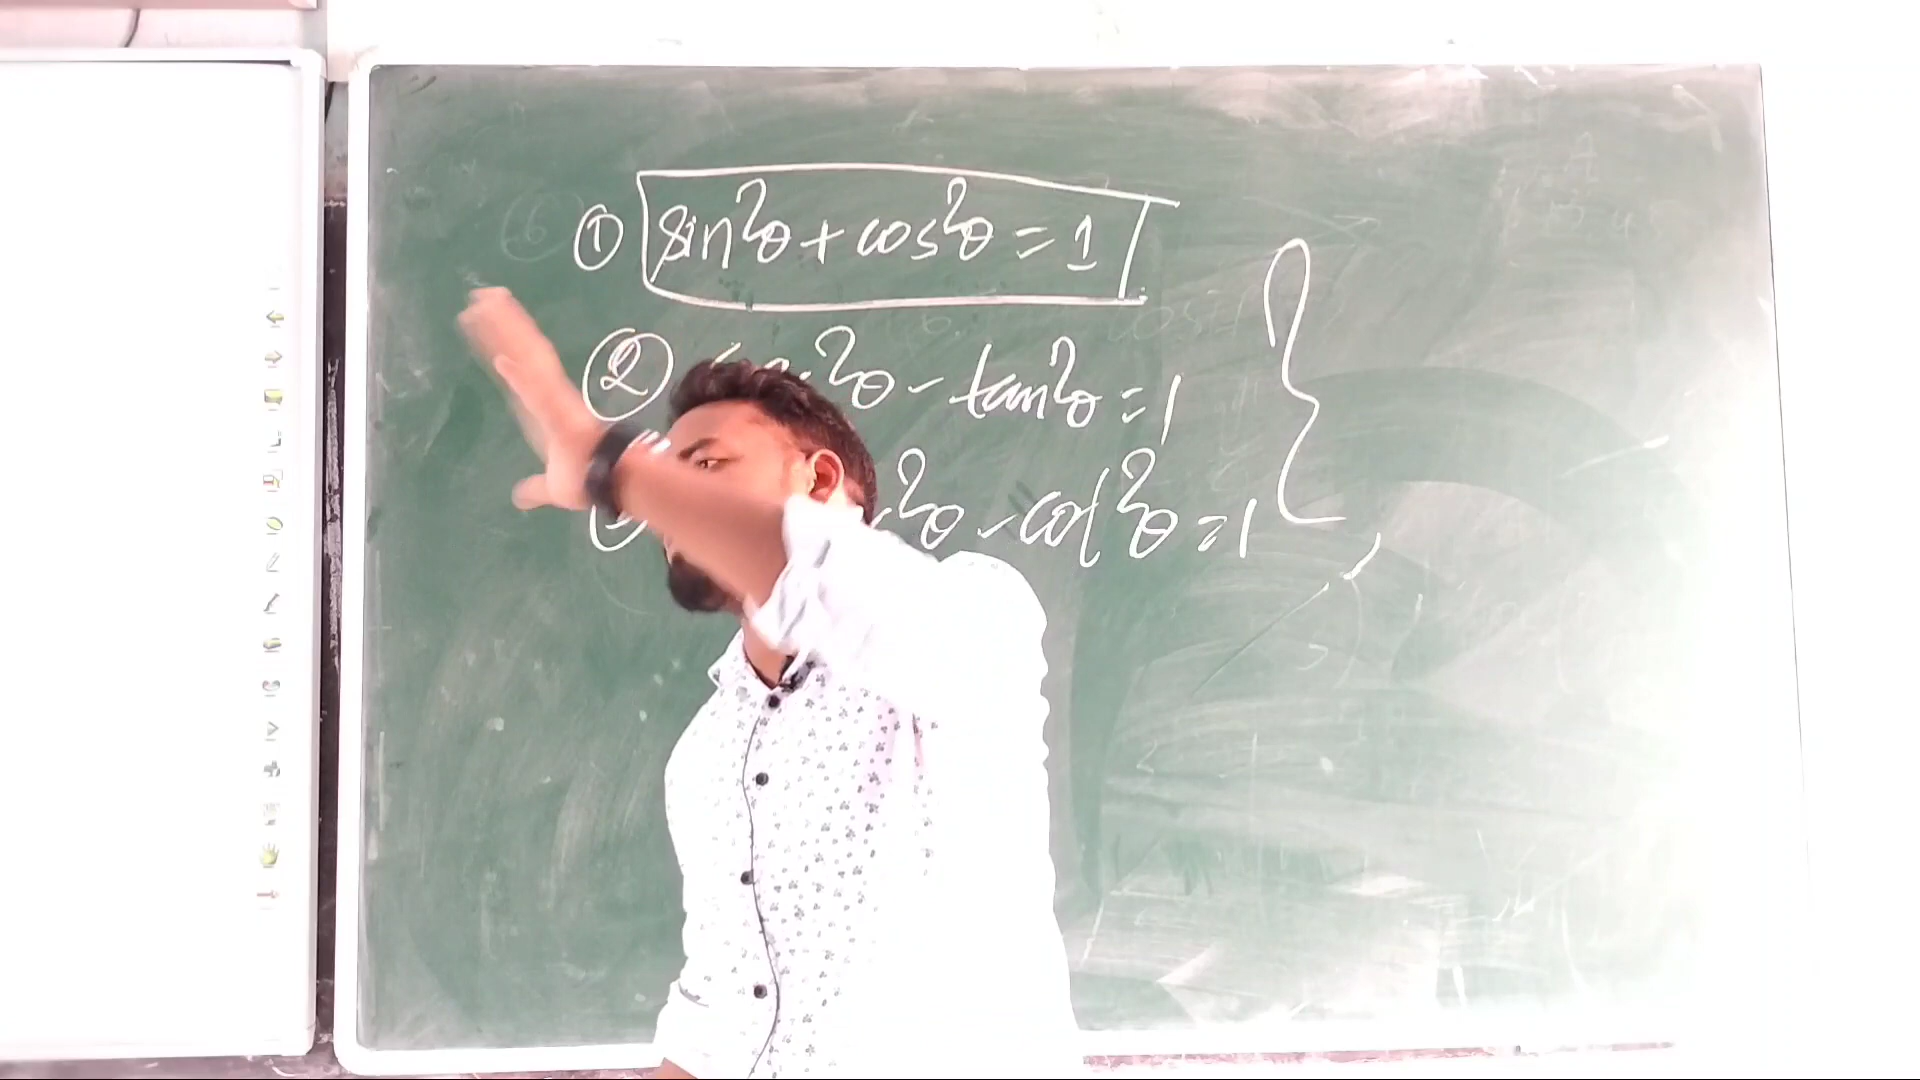 ① sin²θ + cos²θ = 1
② ²θ - tan²θ = 1
²θ - cot²θ = 1